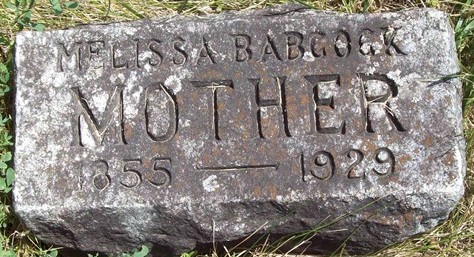 MELISSA BABCOCK
MOTHER
1855 — 1929